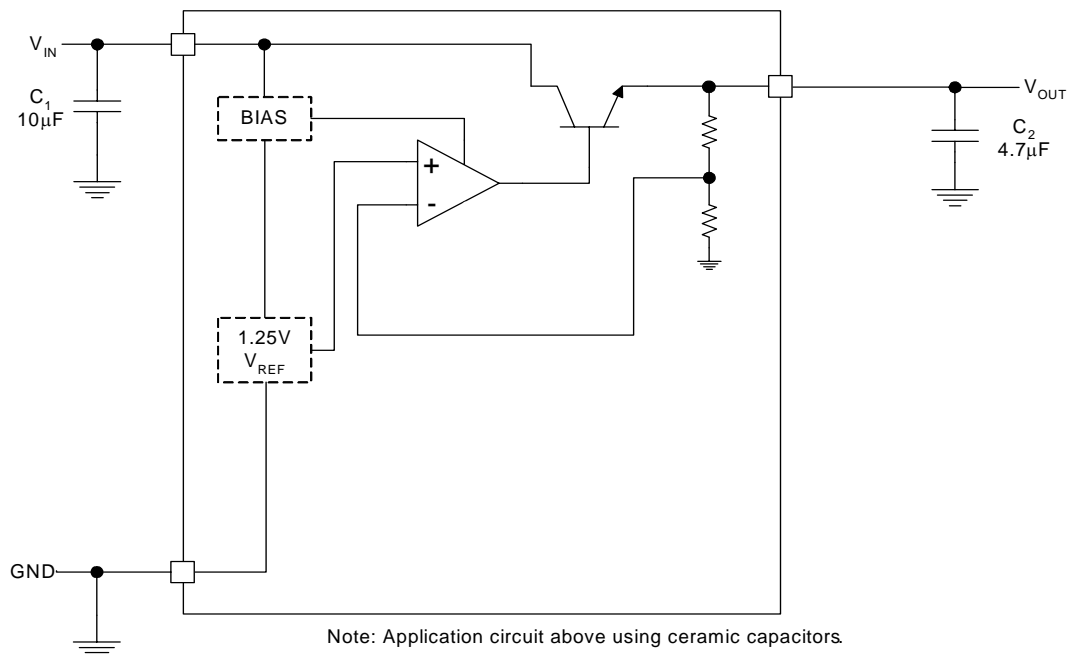 V_IN
C_1
10µF
BIAS
+
-
V_OUT
C_2
4.7µF
1.25V
V_REF
GND
Note: Application circuit above using ceramic capacitors.